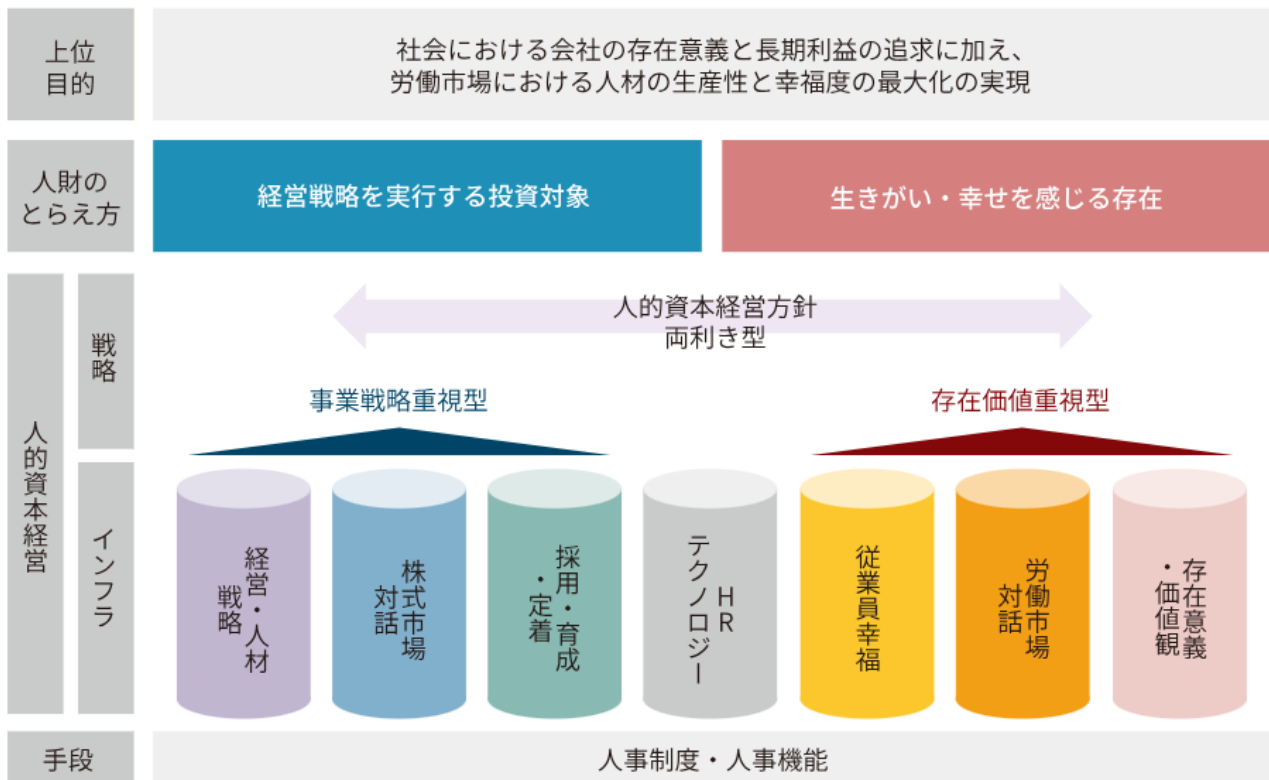 上位
目的
社会における会社の存在意義と長期利益の追求に加え、
労働市場における人材の生産性と幸福度の最大化の実現
人財の
とらえ方
経営戦略を実行する投資対象
生きがい・幸せを感じる存在
人的資本経営
戦略
人的資本経営方針
両利き型
事業戦略重視型
存在価値重視型
インフラ
経営・人材
戦略
株式市場
対話
採用・育成
・定着
HR
テクノロジー
従業員幸福
労働市場
対話
存在意義
・価値観
手段
人事制度・人事機能